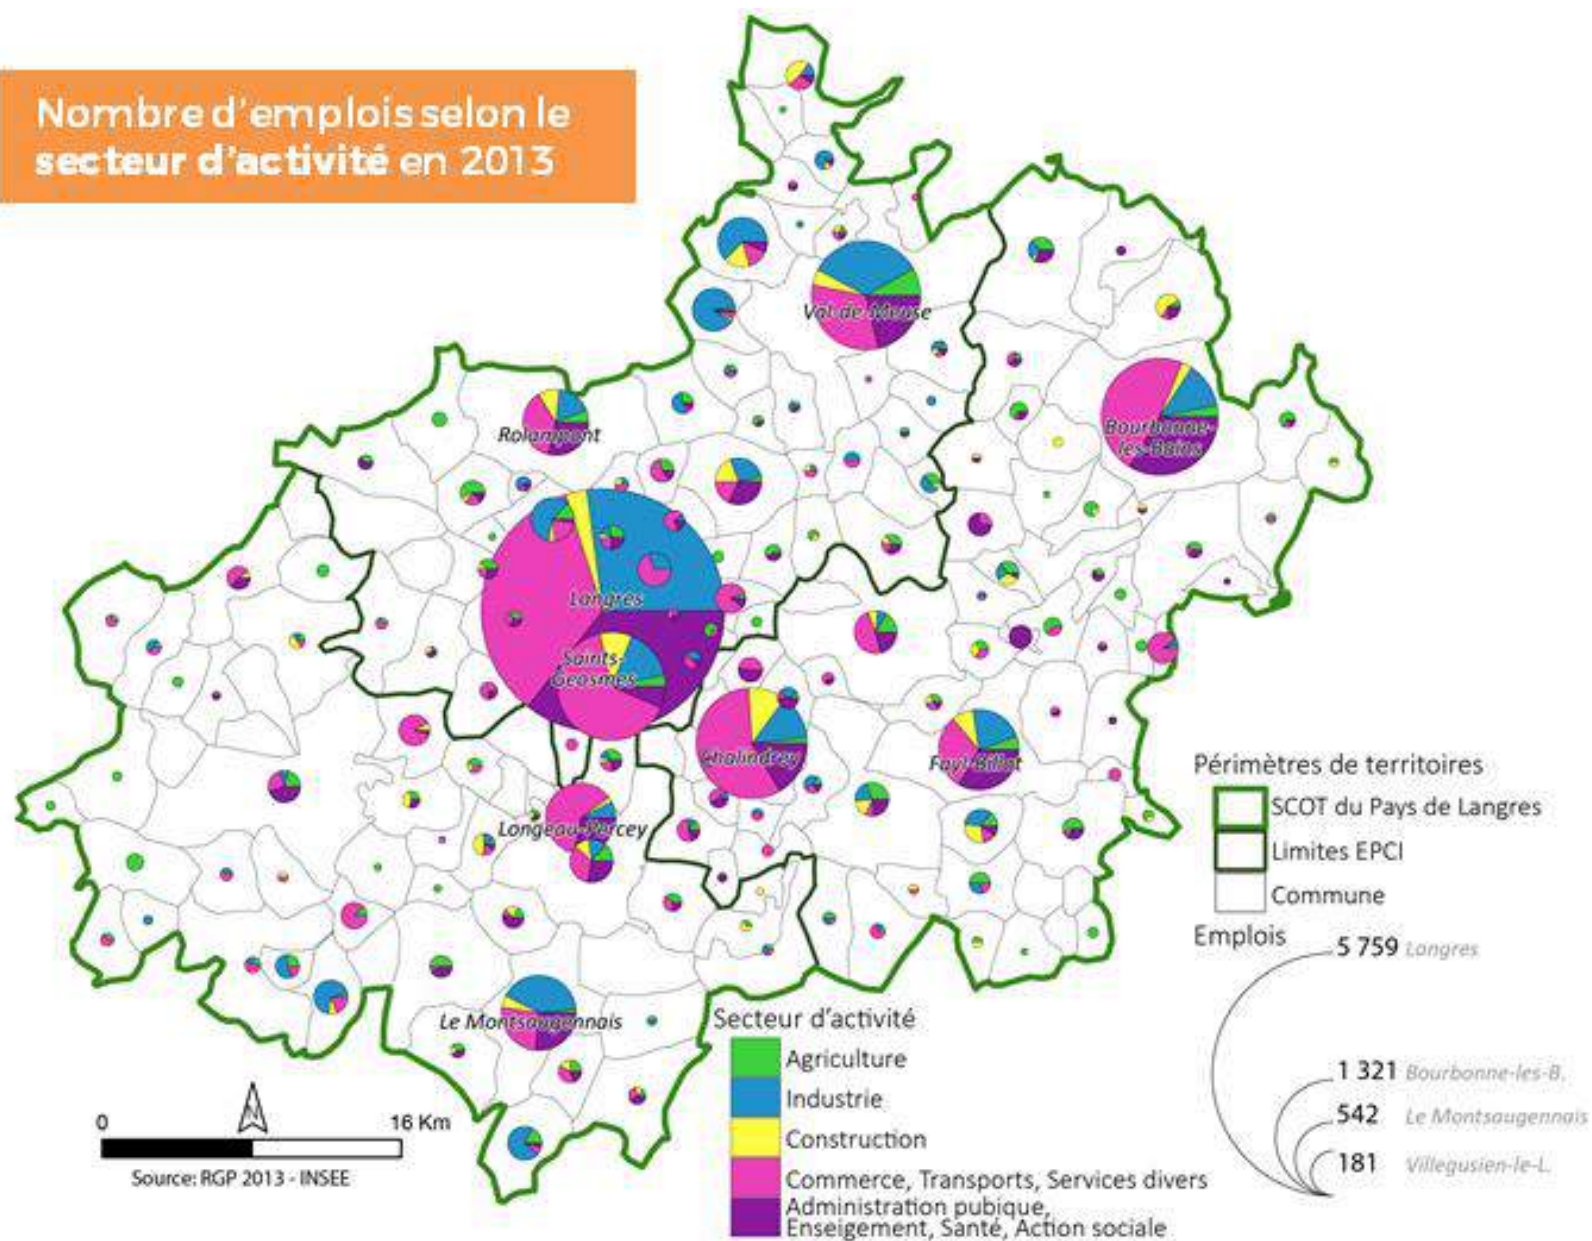 Nombre d'emplois selon le
secteur d'activité en 2013
Val-de-Meuse
Bourbonne-
les-Bains
Rolampont
Langres
Saints-
Geosmes
Chalindrey
Fayl-Billot
Longeau-Percey
Le Montsaugennais
Périmètres de territoires
SCOT du Pays de Langres
Limites EPCI
Commune
Emplois
5 759 Langres
1 321 Bourbonne-les-B.
542 Le Montsaugennais
181 Villegusien-le-L.
Secteur d'activité
Agriculture
Industrie
Construction
Commerce, Transports, Services divers
Administration pubique,
Enseigement, Santé, Action sociale
N
0 16 Km
Source: RGP 2013 - INSEE